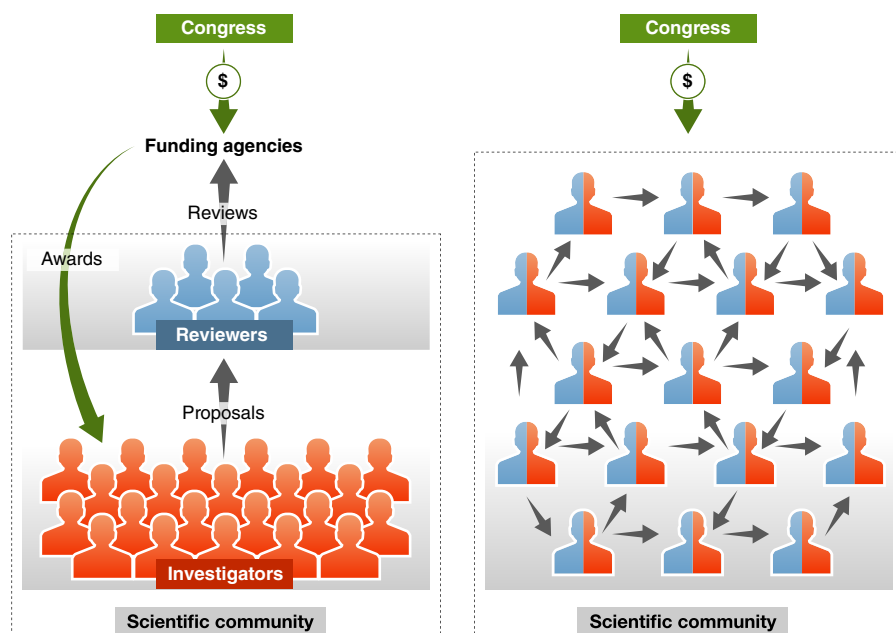 Congress
$
Funding agencies
Reviews
Awards
Reviewers
Proposals
Investigators
Scientific community
Congress
$
Scientific community